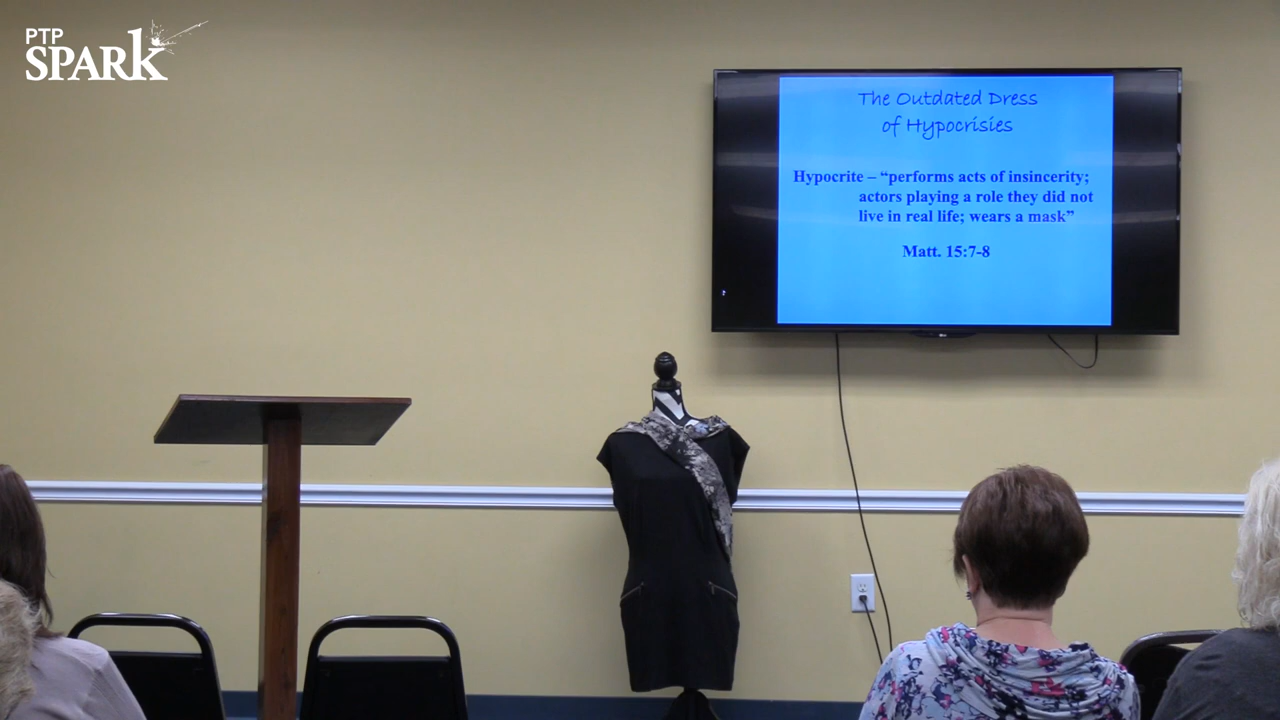 PTP
SPARK
The Outdated Dress
of Hypocrisies
Hypocrite – “performs acts of insincerity;
actors playing a role they did not
live in real life; wears a mask”
Matt. 15:7-8